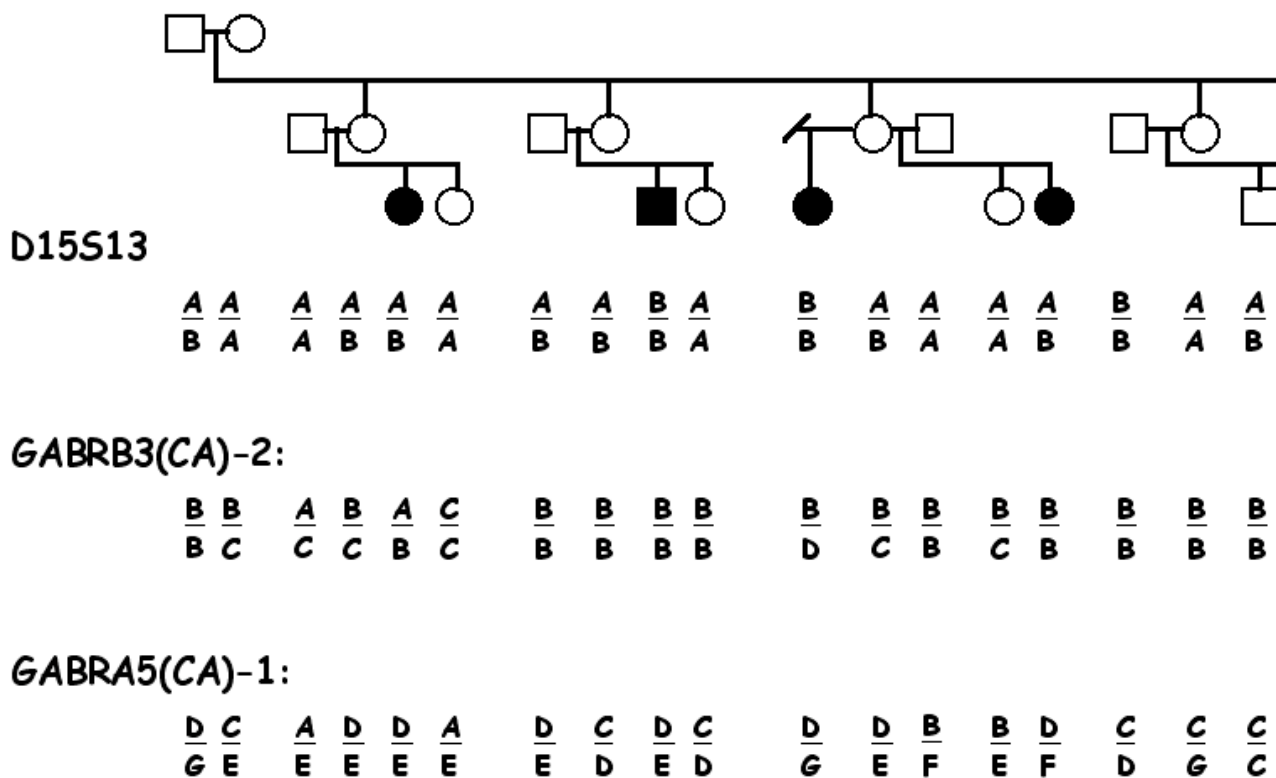 D15S13
A A A A A A A A B A B A A A A B A A
B A A B B A B B B A B B A A B B A B
GABRB3(CA)-2:
B B A B A C B B B B B B B B B B B B
B C C C B C B B B B D C B C B B B B
GABRA5(CA)-1:
D C A D D A D C D C D D B B D C C C
G E E E E E E D E D G E F E F D G C